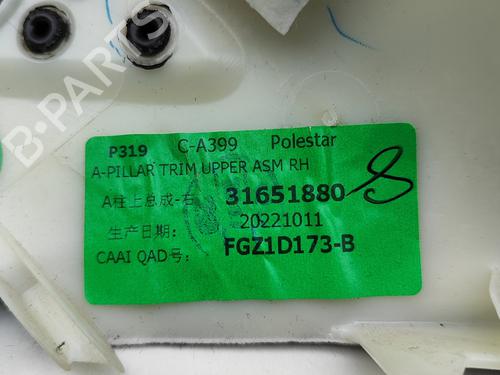 B-PARTS
P319 C-A399 Polestar
A-PILLAR TRIM UPPER ASM RH
A柱上总成-右 31651880
生产日期: 20221011
CAAI QAD号: FGZ1D173-B